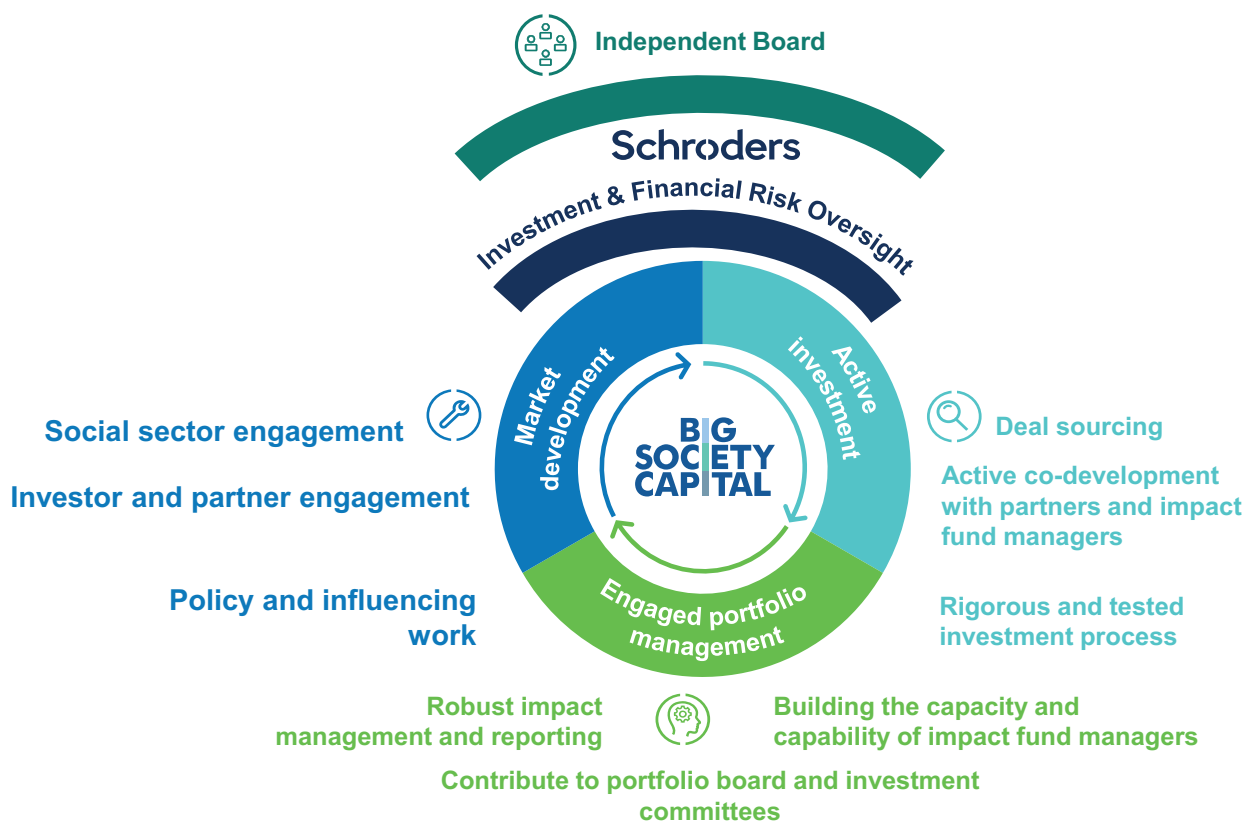 Independent Board
Schroders
Investment & Financial Risk Oversight
Market
development
Active
investment
BIG
SOCIETY
CAPITAL
Engaged portfolio
management
Social sector engagement
Investor and partner engagement
Policy and influencing
work
Deal sourcing
Active co-development
with partners and impact
fund managers
Rigorous and tested
investment process
Robust impact
management and reporting
Building the capacity and
capability of impact fund managers
Contribute to portfolio board and investment
committees